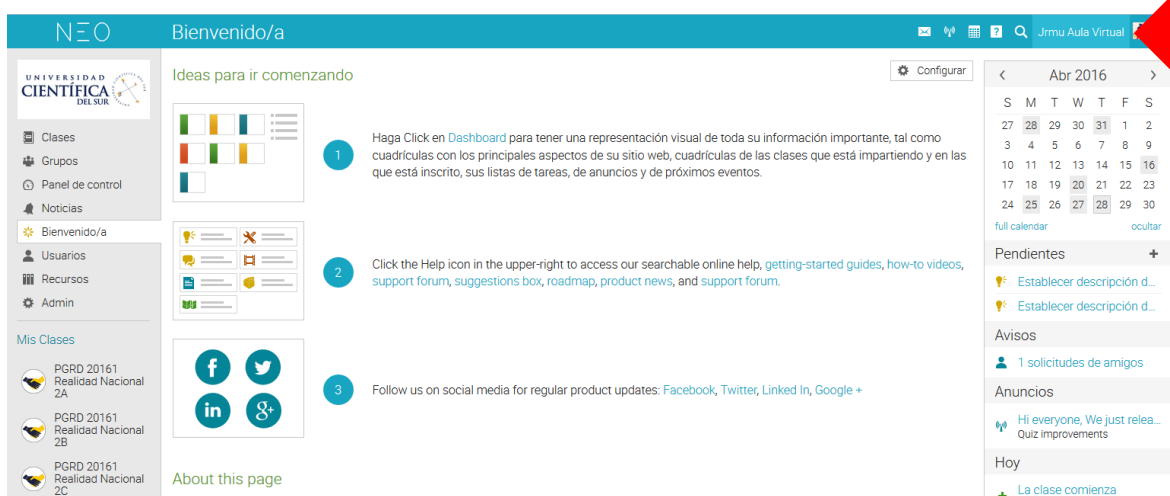 NEO
Bienvenido/a
Jrmu Aula Virtual
UNIVERSIDAD
CIENTÍFICA
DEL SUR
Clases
Grupos
Panel de control
Noticias
Bienvenido/a
Usuarios
Recursos
Admin
Mis Clases
PGRD 20161
Realidad Nacional
2A
PGRD 20161
Realidad Nacional
2B
PGRD 20161
Realidad Nacional
2C
Ideas para ir comenzando
Configurar
1
Haga Click en Dashboard para tener una representación visual de toda su información importante, tal como
cuadrículas con los principales aspectos de su sitio web, cuadrículas de las clases que está impartiendo y en las
que está inscrito, sus listas de tareas, de anuncios y de próximos eventos.
2
Click the Help icon in the upper-right to access our searchable online help, getting-started guides, how-to videos,
support forum, suggestions box, roadmap, product news, and support forum.
3
Follow us on social media for regular product updates: Facebook, Twitter, Linked In, Google +
About this page
< Abr 2016 >
S M T W T F S
27 28 29 30 31 1 2
3 4 5 6 7 8 9
10 11 12 13 14 15 16
17 18 19 20 21 22 23
24 25 26 27 28 29 30
full calendar ocultar
Pendientes +
Establecer descripción d...
Establecer descripción d...
Avisos
1 solicitudes de amigos
Anuncios
Hi everyone, We just relea...
Quiz improvements
Hoy
La clase comienza